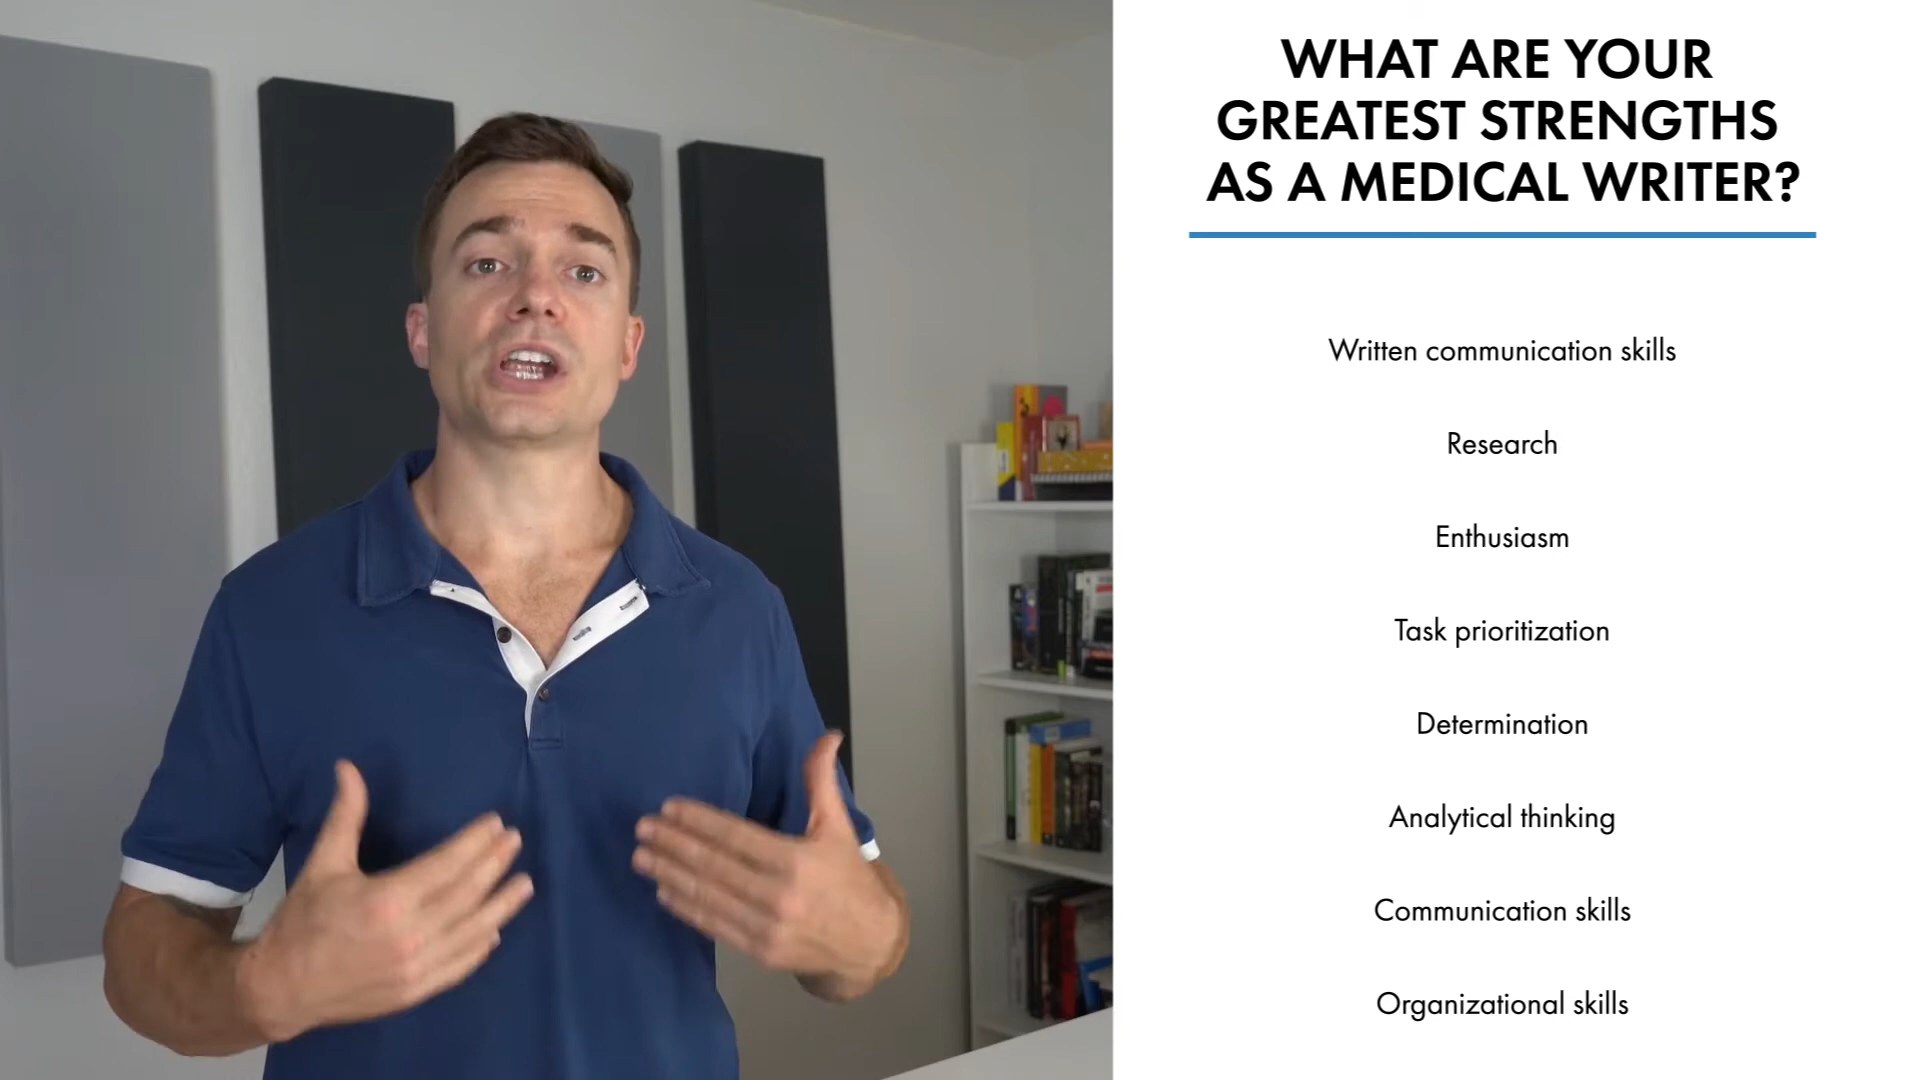 WHAT ARE YOUR
GREATEST STRENGTHS
AS A MEDICAL WRITER?
Written communication skills
Research
Enthusiasm
Task prioritization
Determination
Analytical thinking
Communication skills
Organizational skills